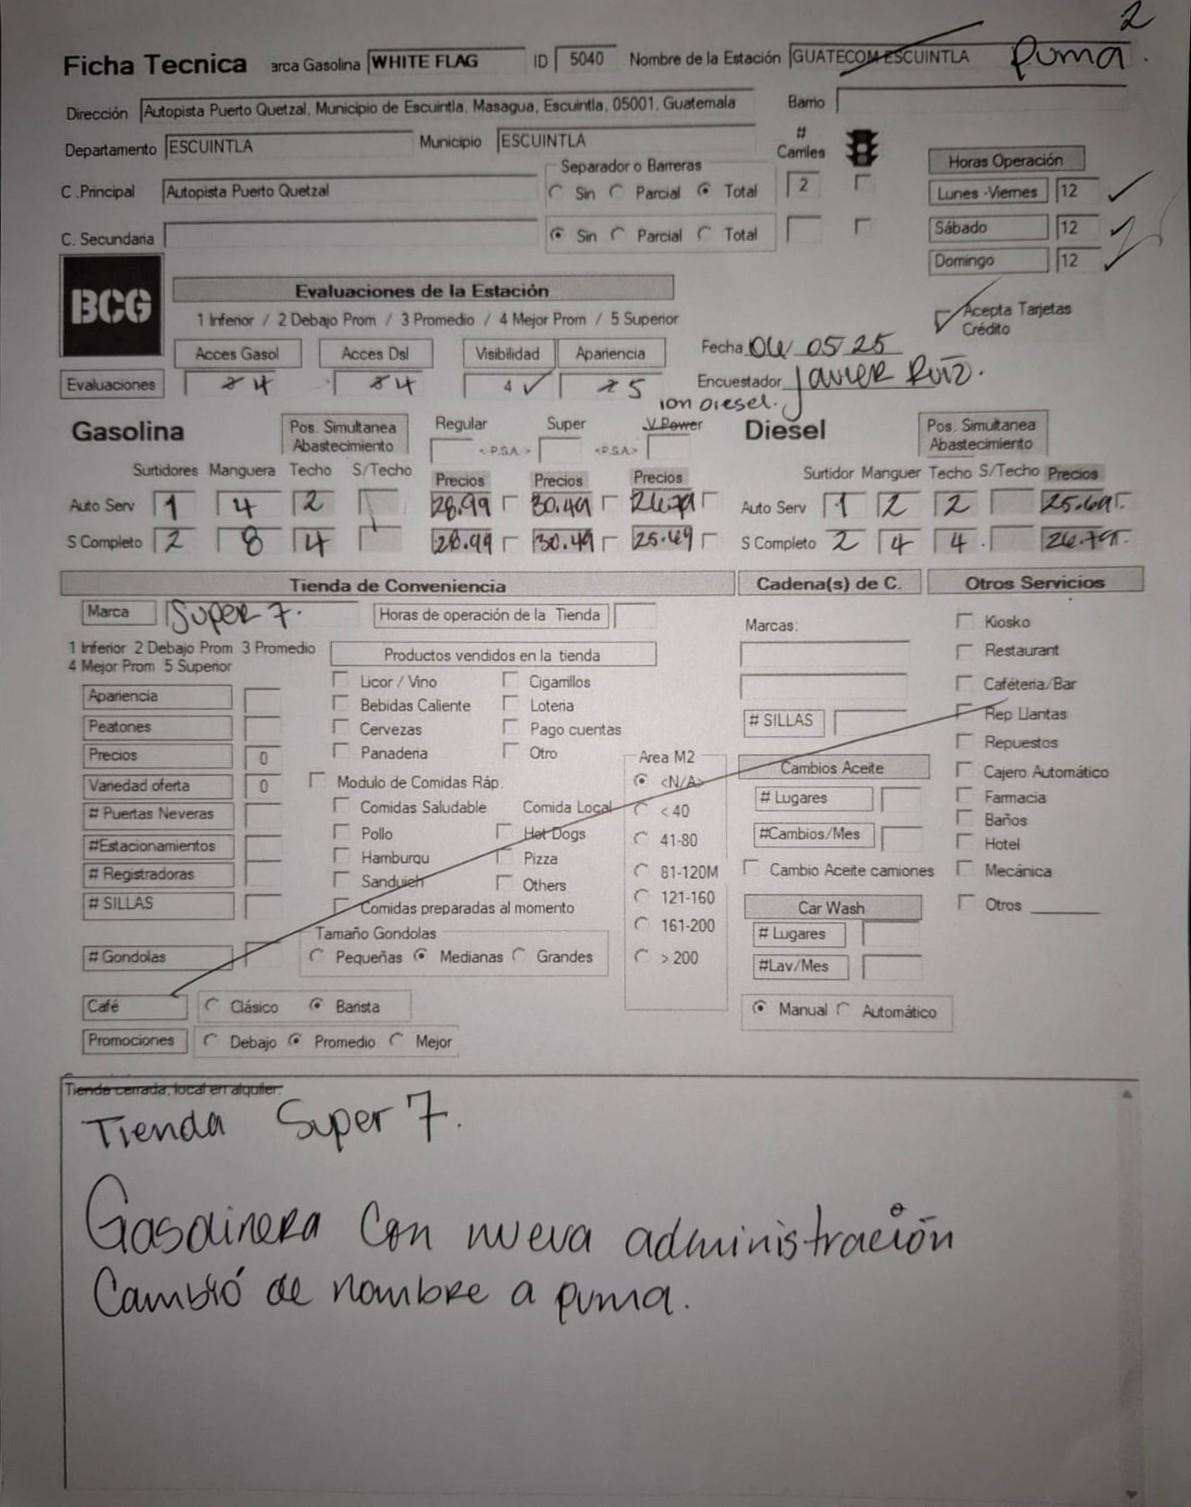 2
Ficha Tecnica arca Gasolina WHITE FLAG ID 5040 Nombre de la Estación GUATECOM ESCUINTLA Puma.
Dirección Autopista Puerto Quetzal, Municipio de Escuintla, Masagua, Escuintla, 05001, Guatemala Barrio
Departamento ESCUINTLA Municipio ESCUINTLA # Carriles
Separador o Barreras
C .Principal Autopista Puerto Quetzal Sin Parcial Total 2
C. Secundaria Sin Parcial Total
Horas Operación
Lunes -Viernes 12
Sábado 12
Domingo 12
BCG
Evaluaciones de la Estación
1 Inferior / 2 Debajo Prom / 3 Promedio / 4 Mejor Prom / 5 Superior
Acepta Tarjetas
Crédito
Acces Gasol Acces Dsl Visibilidad Apariencia
Evaluaciones 4 4 4 5
Fecha 04/05/25
Encuestador Javier Ruiz.
ion Diesel.
Gasolina Pos. Simultanea Abastecimiento Regular Super V Power
<P.S.A> <P.S.A>
Surtidores Manguera Techo S/Techo Precios Precios Precios
Auto Serv 1 4 2 28.99 30.49 26.79
S Completo 2 8 4 28.99 30.49 25.69
Diesel Pos. Simultanea Abastecimiento
Surtidor Manguer Techo S/Techo Precios
Auto Serv 1 2 2 25.69
S Completo 2 4 4 26.79
Tienda de Conveniencia
Marca Super 7. Horas de operación de la Tienda
1 Inferior 2 Debajo Prom 3 Promedio
4 Mejor Prom 5 Superior
Productos vendidos en la tienda
Apariencia
Peatones
Precios 0
Variedad oferta 0
# Puertas Neveras
#Estacionamientos
# Registradoras
# SILLAS
# Gondolas
Licor / Vino Cigarrillos
Bebidas Caliente Loteria
Cervezas Pago cuentas
Panaderia Otro
Modulo de Comidas Ráp.
Comidas Saludable Comida Local
Pollo Hot Dogs
Hamburqu Pizza
Sanduich Others
Comidas preparadas al momento
Tamaño Gondolas
Pequeñas Medianas Grandes
Area M2
<N/A>
< 40
41-80
81-120M
121-160
161-200
> 200
Café Clásico Barista
Promociones Debajo Promedio Mejor
Cadena(s) de C.
Marcas:
# SILLAS
Cambios Aceite
# Lugares
#Cambios/Mes
Cambio Aceite camiones
Car Wash
# Lugares
#Lav/Mes
Manual Automático
Otros Servicios
Kiosko
Restaurant
Caféteria/Bar
Rep Llantas
Repuestos
Cajero Automático
Farmacia
Baños
Hotel
Mecánica
Otros
Tienda cerrada, local en alquiler.
Tienda Super 7.
Gasolinera Con nueva administración
Cambió de nombre a puma.